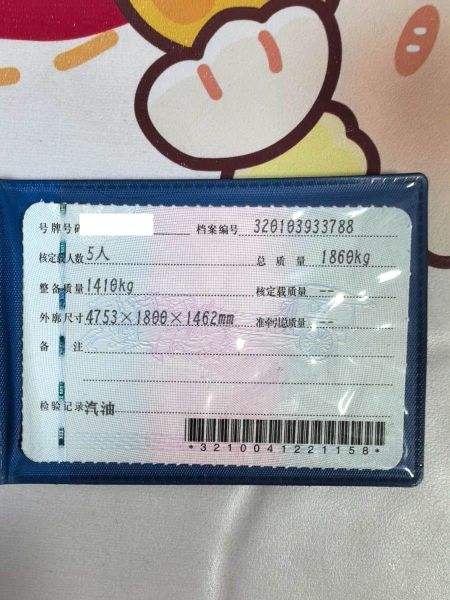 号牌号码 档案编号 320103933788
核定载人数 5人 总质量 1860kg
整备质量 1410kg 核定载质量 --
外廓尺寸 4753×1800×1462mm 准牵引总质量 --
备注
检验记录 汽油
*3210041221158*